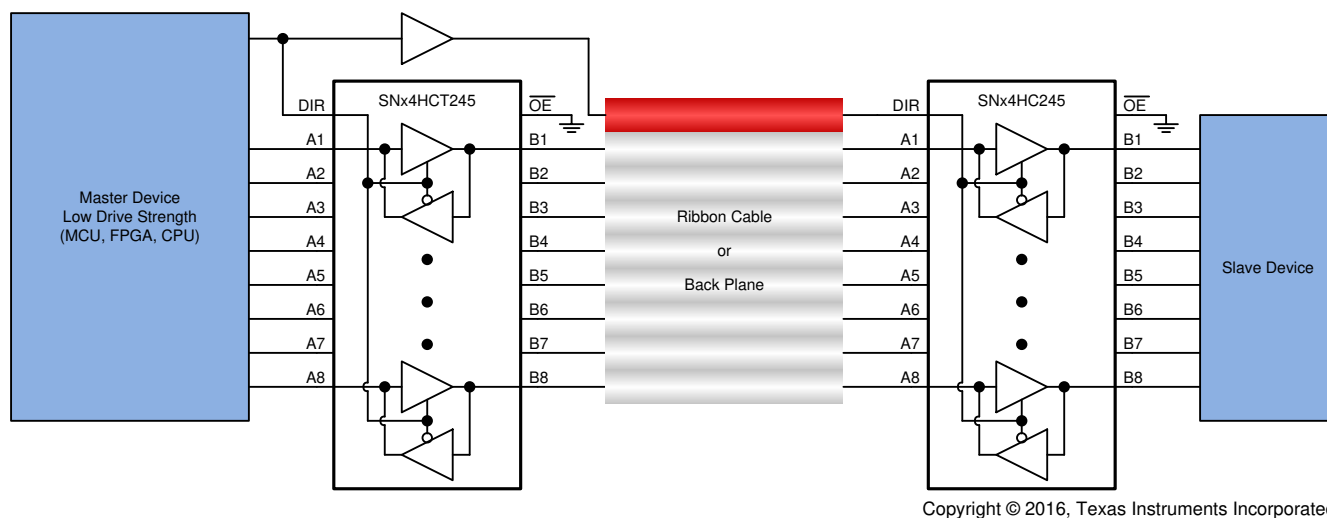 SNx4HCT245
SNx4HC245
DIR
OE
DIR
OE
A1
B1
A1
B1
A2
B2
A2
B2
A3
B3
A3
B3
A4
B4
A4
B4
A5
B5
A5
B5
A6
B6
A6
B6
A7
B7
A7
B7
A8
B8
A8
B8
Master Device
Low Drive Strength
(MCU, FPGA, CPU)
Ribbon Cable
or
Back Plane
Slave Device
Copyright © 2016, Texas Instruments Incorporated